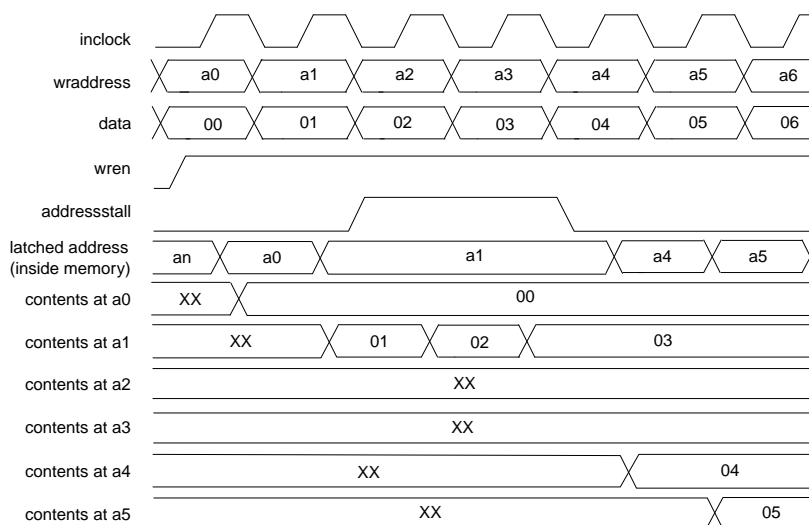 inclock
wraddress a0 a1 a2 a3 a4 a5 a6
data 00 01 02 03 04 05 06
wren
addressstall
latched address
(inside memory) an a0 a1 a4 a5
contents at a0 XX 00
contents at a1 XX 01 02 03
contents at a2 XX
contents at a3 XX
contents at a4 XX 04
contents at a5 XX 05